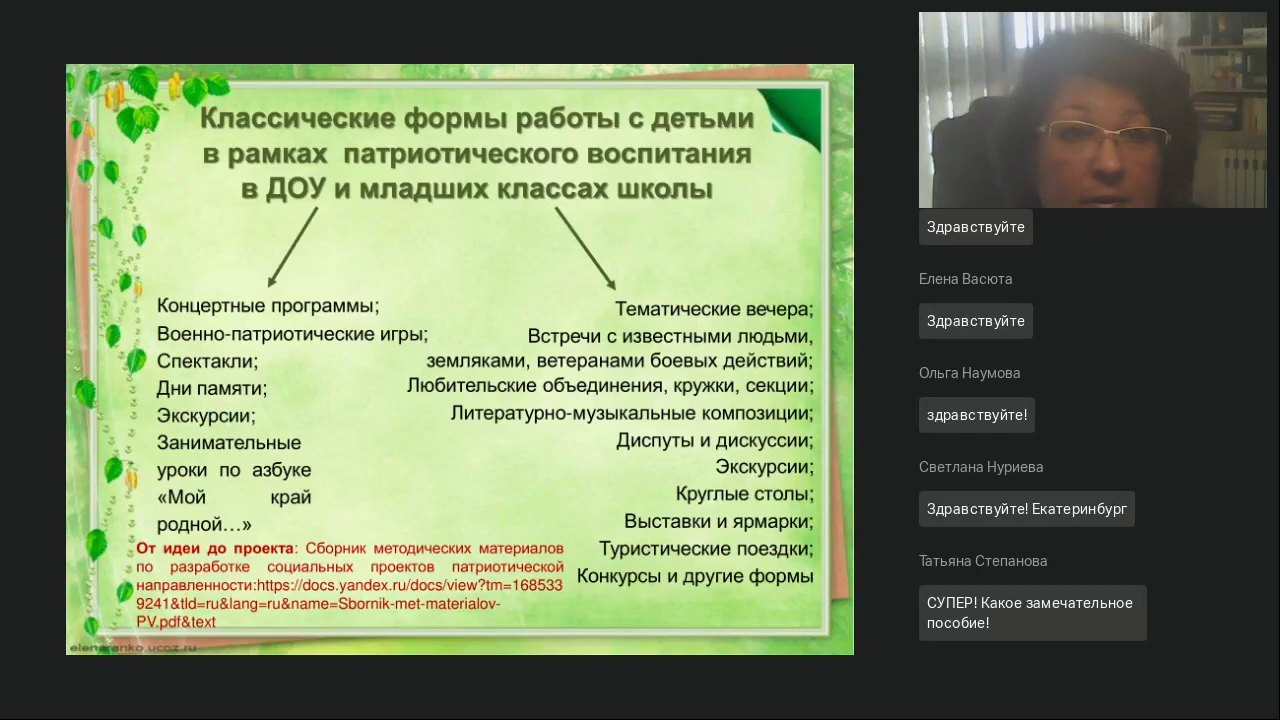 Классические формы работы с детьми
в рамках патриотического воспитания
в ДОУ и младших классах школы
Концертные программы;
Военно-патриотические игры;
Спектакли;
Дни памяти;
Экскурсии;
Занимательные
уроки по азбуке
«Мой край
родной…»
Тематические вечера;
Встречи с известными людьми,
земляками, ветеранами боевых действий;
Любительские объединения, кружки, секции;
Литературно-музыкальные композиции;
Диспуты и дискуссии;
Экскурсии;
Круглые столы;
Выставки и ярмарки;
Туристические поездки;
Конкурсы и другие формы
От идеи до проекта: Сборник методических материалов
по разработке социальных проектов патриотической
направленности:https://docs.yandex.ru/docs/view?tm=168533
9241&tld=ru&lang=ru&name=Sbornik-met-materialov-
PV.pdf&text
elenaranko.ucoz.ru
Здравствуйте
Елена Васюта
Здравствуйте
Ольга Наумова
здравствуйте!
Светлана Нуриева
Здравствуйте! Екатеринбург
Татьяна Степанова
СУПЕР! Какое замечательное
пособие!